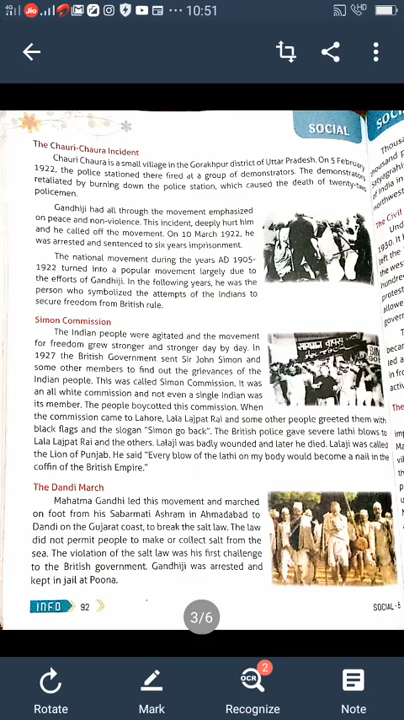 10:51
SOCIAL
The Chauri-Chaura Incident
Chauri Chaura is a small village in the Gorakhpur district of Uttar Pradesh. On 5 February,
1922, the police stationed there fired at a group of demonstrators. The demonstrators
retaliated by burning down the police station, which caused the death of twenty-two
policemen.
Gandhiji had all through the movement emphasized
on peace and non-violence. This incident, deeply hurt him
and he called off the movement. On 10 March 1922, he
was arrested and sentenced to six years imprisonment.
The national movement during the years AD 1905-
1922 turned into a popular movement largely due to
the efforts of Gandhiji. In the following years, he was the
person who symbolized the attempts of the Indians to
secure freedom from British rule.
Simon Commission
The Indian people were agitated and the movement
for freedom grew stronger and stronger day by day. In
1927 the British Government sent Sir John Simon and
some other members to find out the grievances of the
Indian people. This was called Simon Commission. It was
an all white commission and not even a single Indian was
its member. The people boycotted this commission. When
the commission came to Lahore, Lala Lajpat Rai and some other people greeted them with
black flags and the slogan "Simon go back". The British police gave severe lathi blows to
Lala Lajpat Rai and the others. Lalaji was badly wounded and later he died. Lalaji was called
the Lion of Punjab. He said "Every blow of the lathi on my body would become a nail in the
coffin of the British Empire."
The Dandi March
Mahatma Gandhi led this movement and marched
on foot from his Sabarmati Ashram in Ahmadabad to
Dandi on the Gujarat coast, to break the salt law. The law
did not permit people to make or collect salt from the
sea. The violation of the salt law was his first challenge
to the British government. Gandhiji was arrested and
kept in jail at Poona.
INFO 92
3/6
SOCIAL-5
The Civil
Rotate
Mark
OCR
2
Recognize
Note